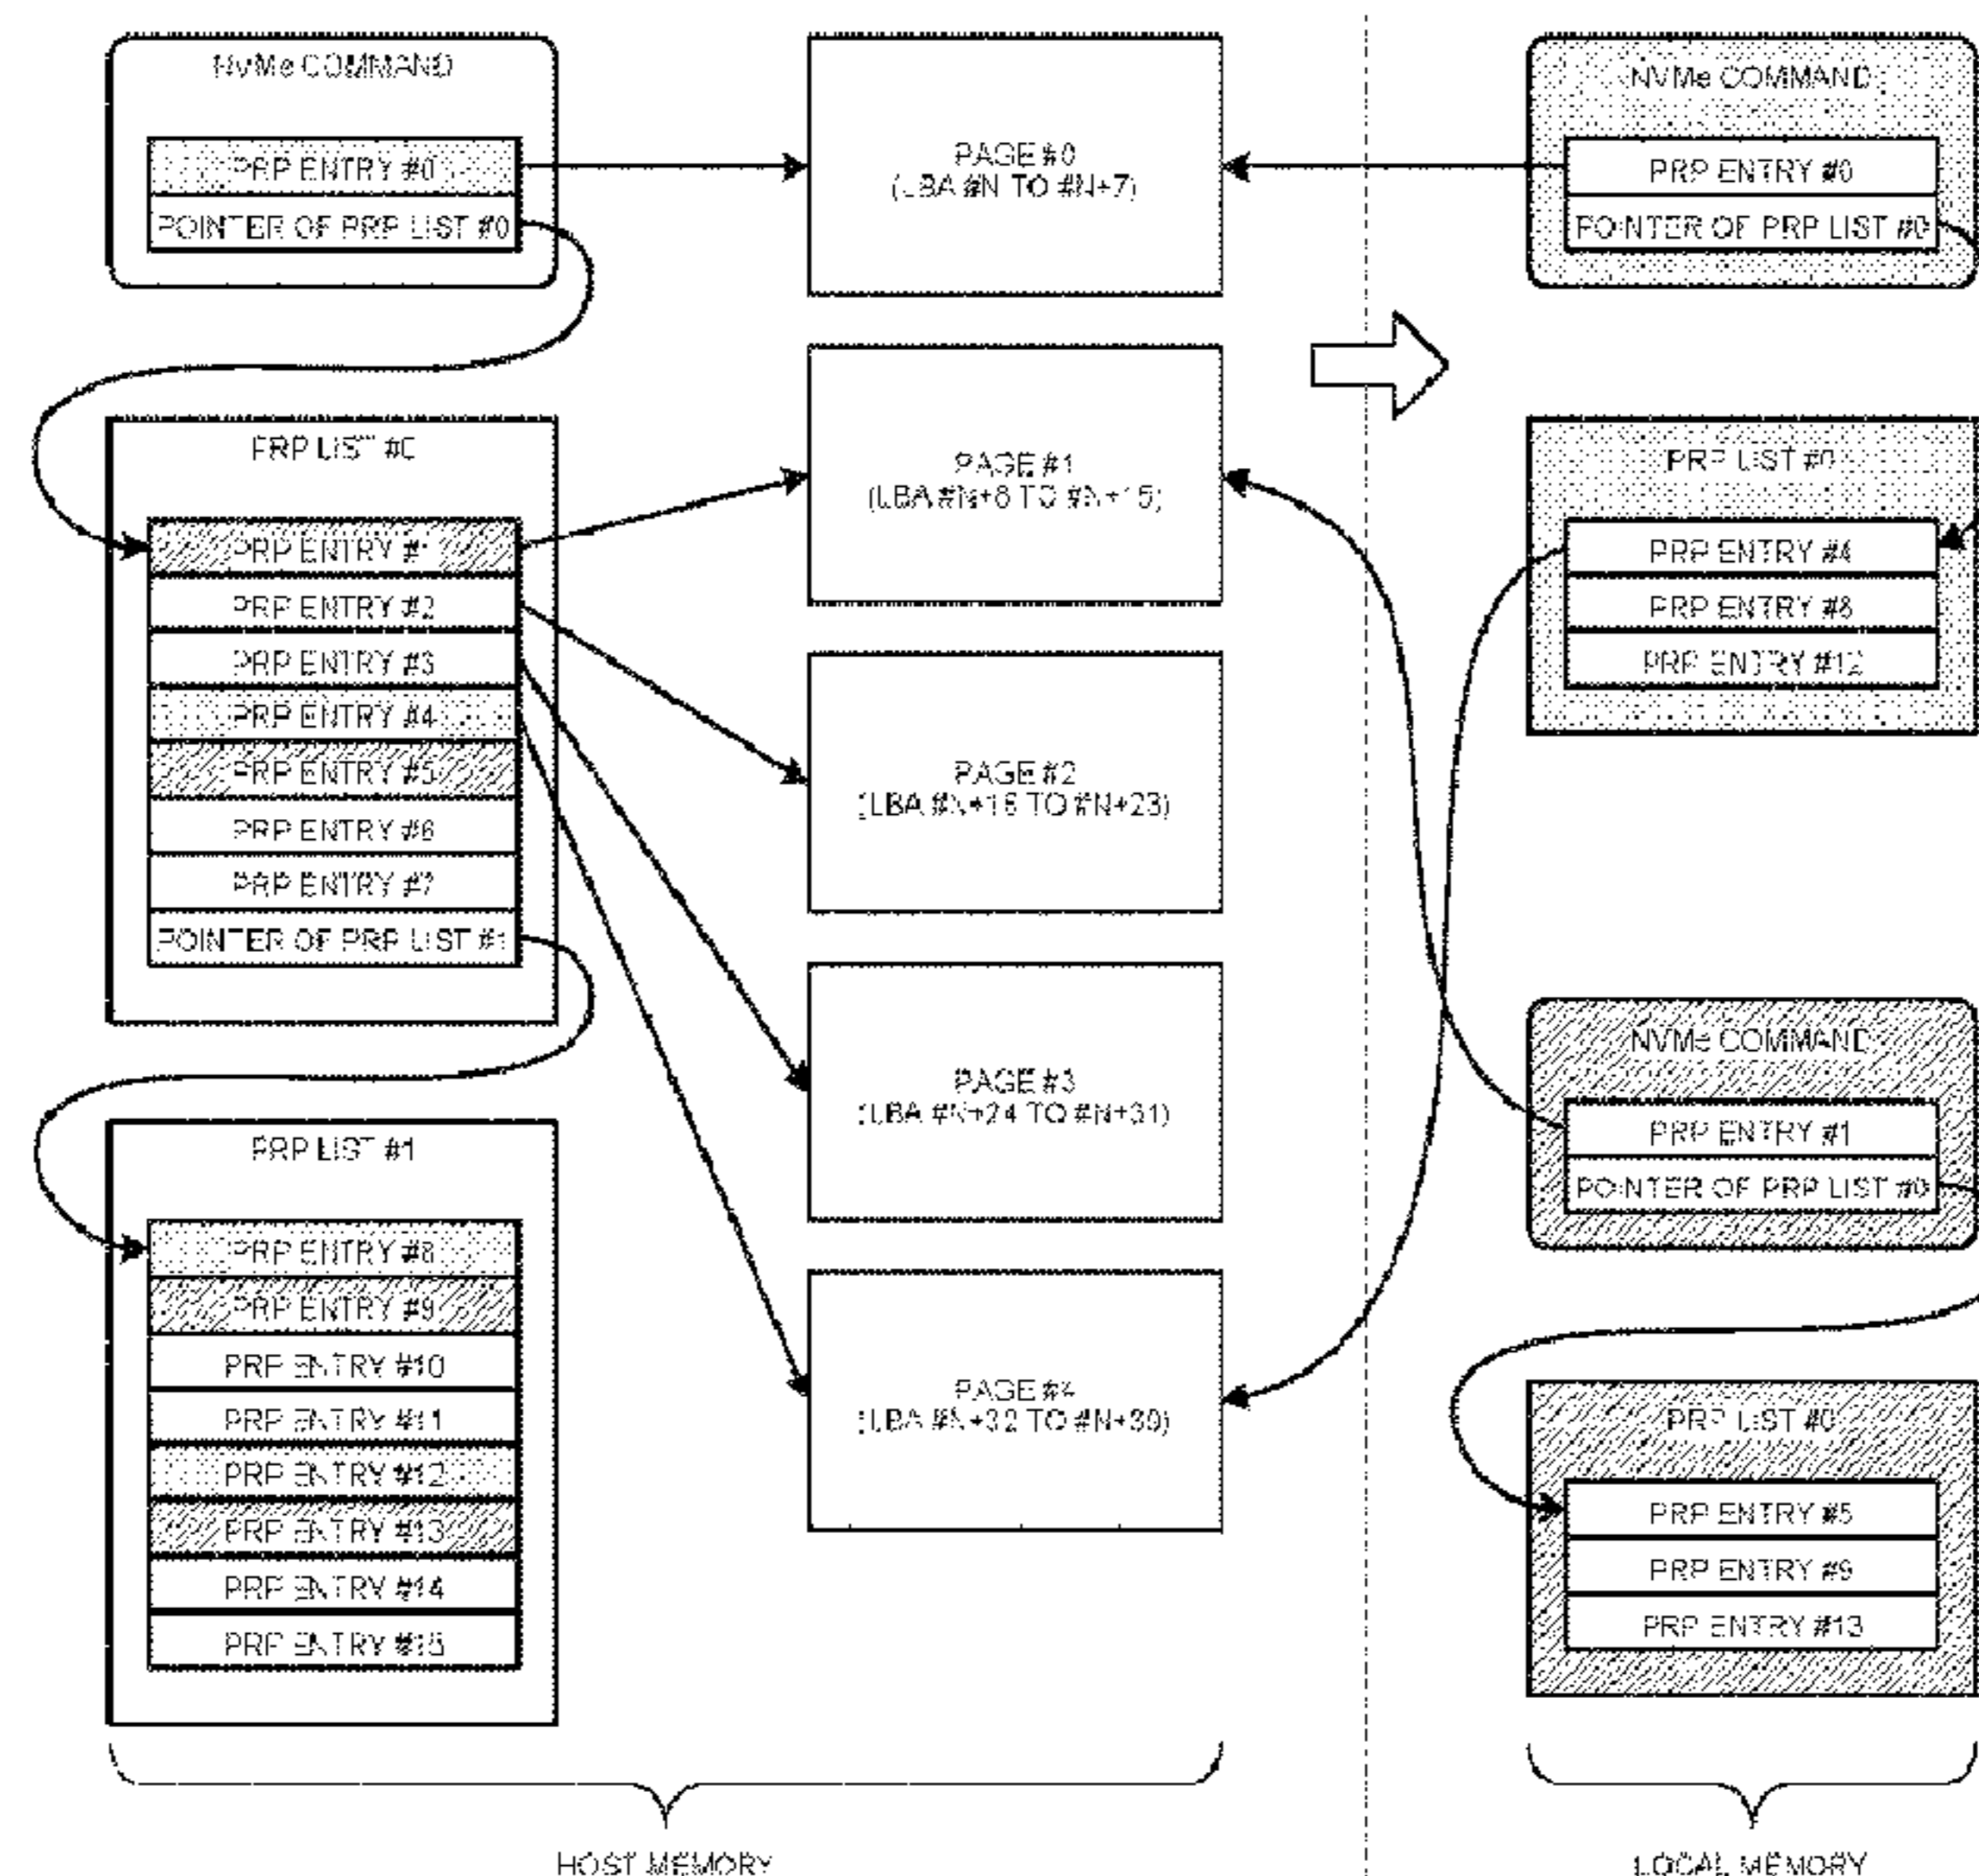 NVMe COMMAND
PRP ENTRY #0
POINTER OF PRP LIST #0
PRP LIST #0
PRP ENTRY #1
PRP ENTRY #2
PRP ENTRY #3
PRP ENTRY #4
PRP ENTRY #5
PRP ENTRY #6
PRP ENTRY #7
POINTER OF PRP LIST #1
PRP LIST #1
PRP ENTRY #8
PRP ENTRY #9
PRP ENTRY #10
PRP ENTRY #11
PRP ENTRY #12
PRP ENTRY #13
PRP ENTRY #14
PRP ENTRY #15
PAGE #0
(LBA #N TO #N+7)
PAGE #1
(LBA #N+8 TO #N+15)
PAGE #2
(LBA #N+16 TO #N+23)
PAGE #3
(LBA #N+24 TO #N+31)
PAGE #4
(LBA #N+32 TO #N+39)
HOST MEMORY
NVMe COMMAND
PRP ENTRY #0
POINTER OF PRP LIST #0
PRP LIST #0
PRP ENTRY #4
PRP ENTRY #8
PRP ENTRY #12
NVMe COMMAND
PRP ENTRY #1
POINTER OF PRP LIST #0
PRP LIST #0
PRP ENTRY #5
PRP ENTRY #9
PRP ENTRY #13
LOCAL MEMORY